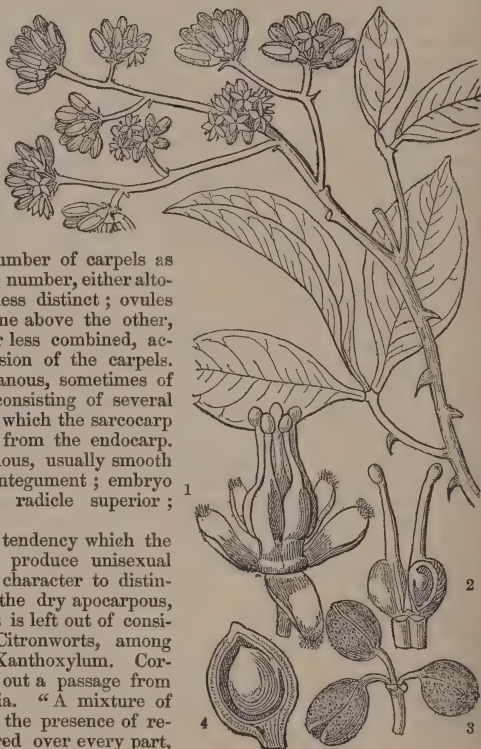 umber of carpels as
number, either alto-
less distinct ; ovules
ne above the other,
r less combined, ac-
sion of the carpels.
anous, sometimes of
consisting of several
which the sarcocarp
from the endocarp.
ious, usually smooth
ntegument ; embryo
radicle superior ;
tendency which the
produce unisexual
character to distin-
the dry apocarpous,
s is left out of consi-
Citronworts, among
Xanthoxylum. Cor-
out a passage from
ia. “A mixture of
the presence of re-
red over every part,
1
2
4
3